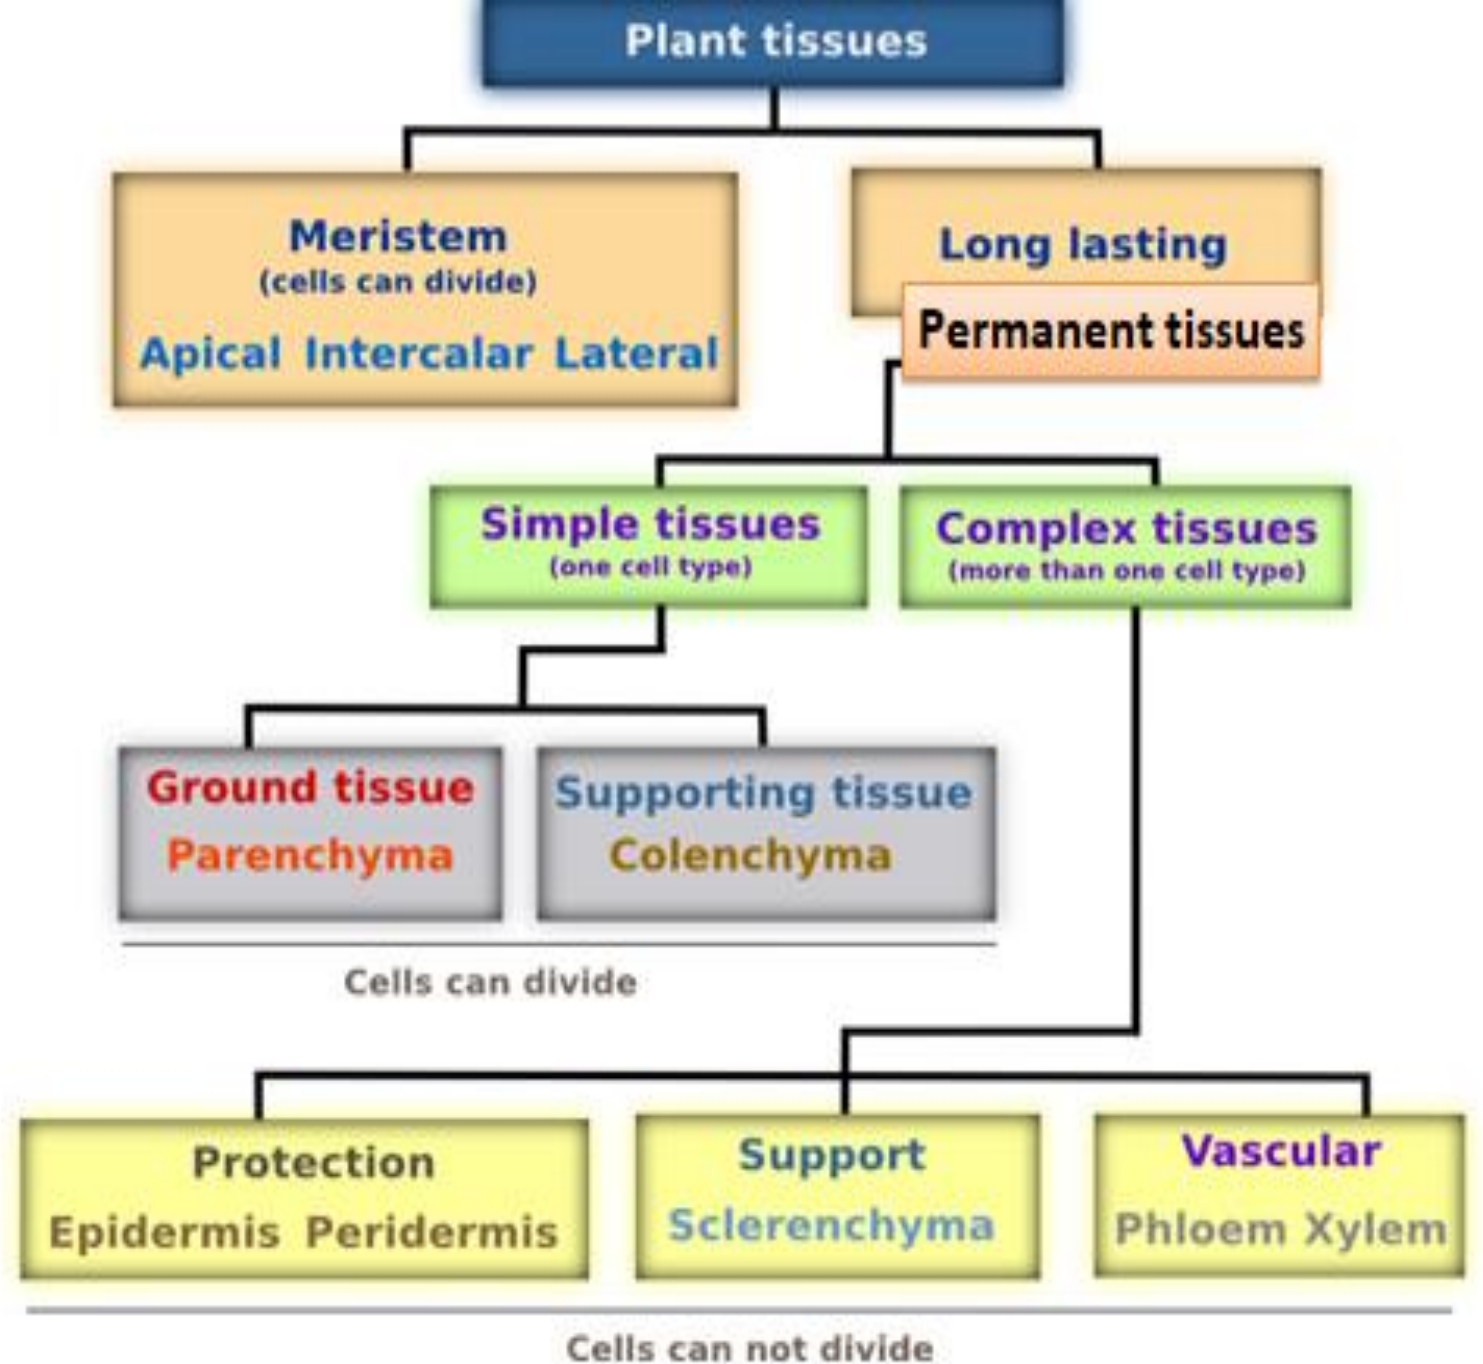 Plant tissues
Meristem
(cells can divide)
Apical Intercalar Lateral
Long lasting
Permanent tissues
Simple tissues
(one cell type)
Complex tissues
(more than one cell type)
Ground tissue
Parenchyma
Supporting tissue
Colenchyma
Cells can divide
Protection
Epidermis Peridermis
Support
Sclerenchyma
Vascular
Phloem Xylem
Cells can not divide